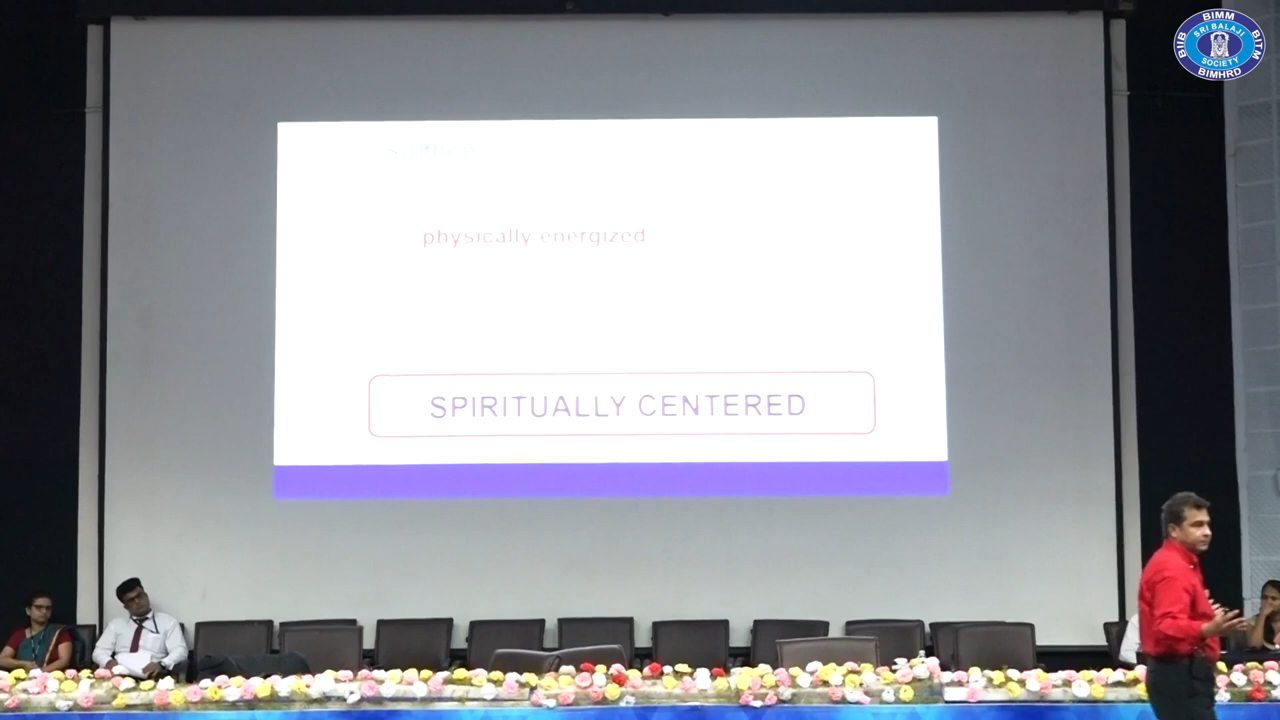 physically energized
SPIRITUALLY CENTERED
BIMM
BIIB
SRI BALAJI
BITM
SOCIETY
BIMHRD